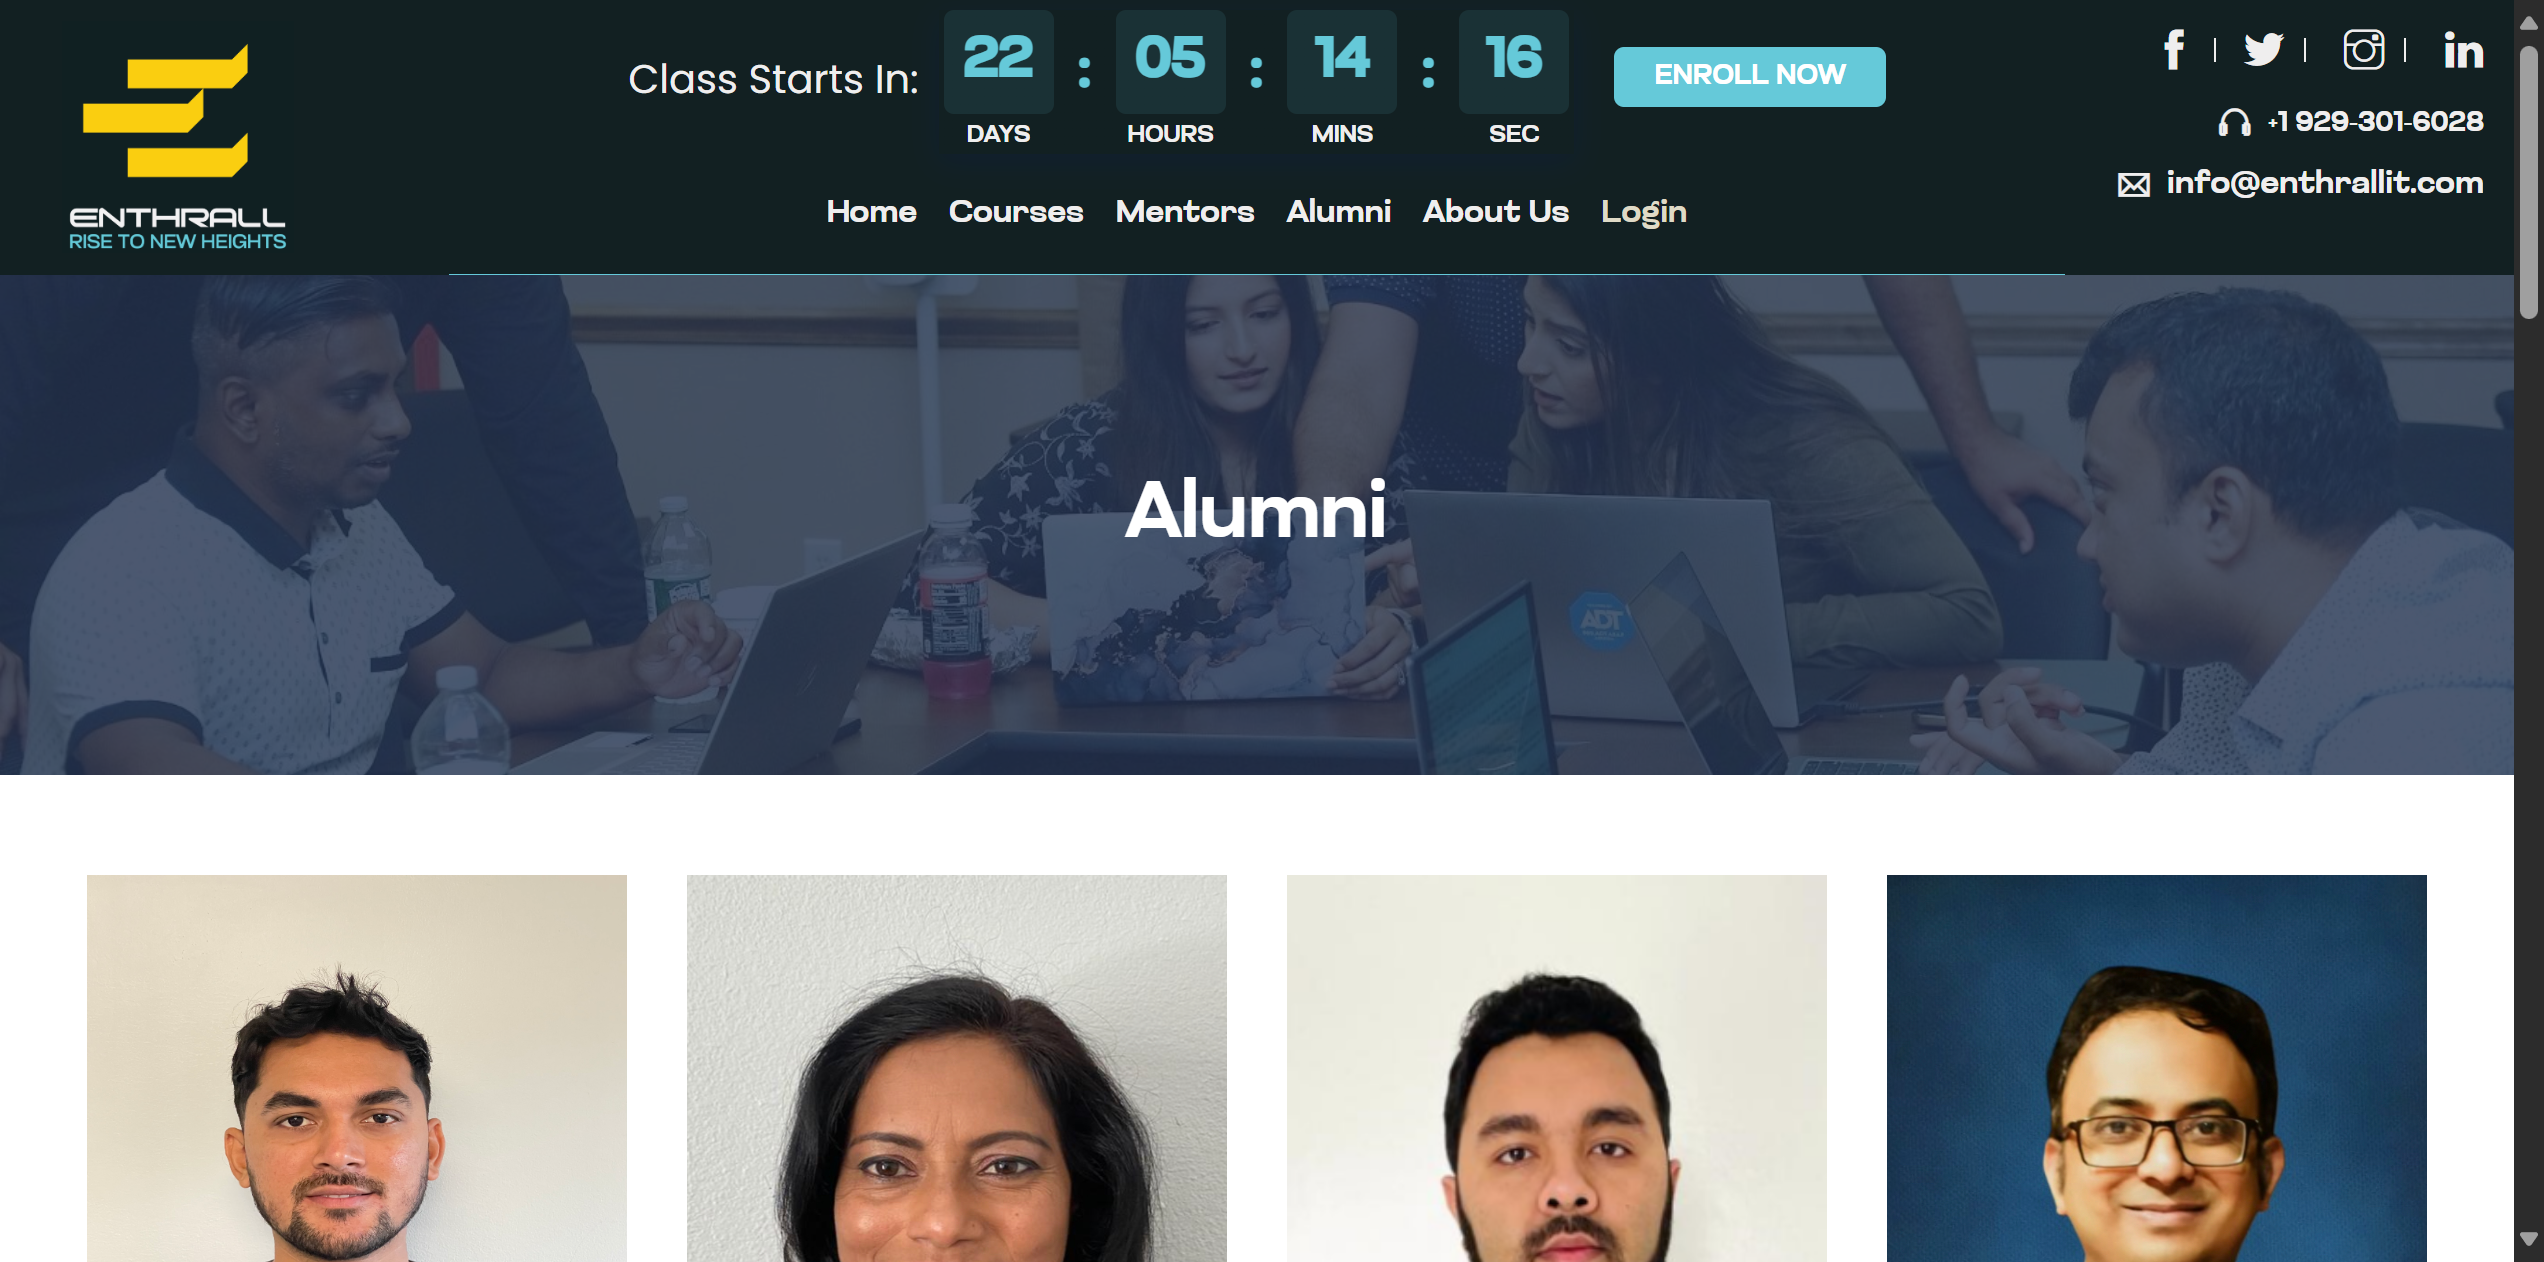 ENTHRALL
RISE TO NEW HEIGHTS
Class Starts In:
22 : 05 : 14 : 16
DAYS HOURS MINS SEC
ENROLL NOW
Home Courses Mentors Alumni About Us Login
+1 929-301-6028
info@enthrallit.com
Alumni
ADT